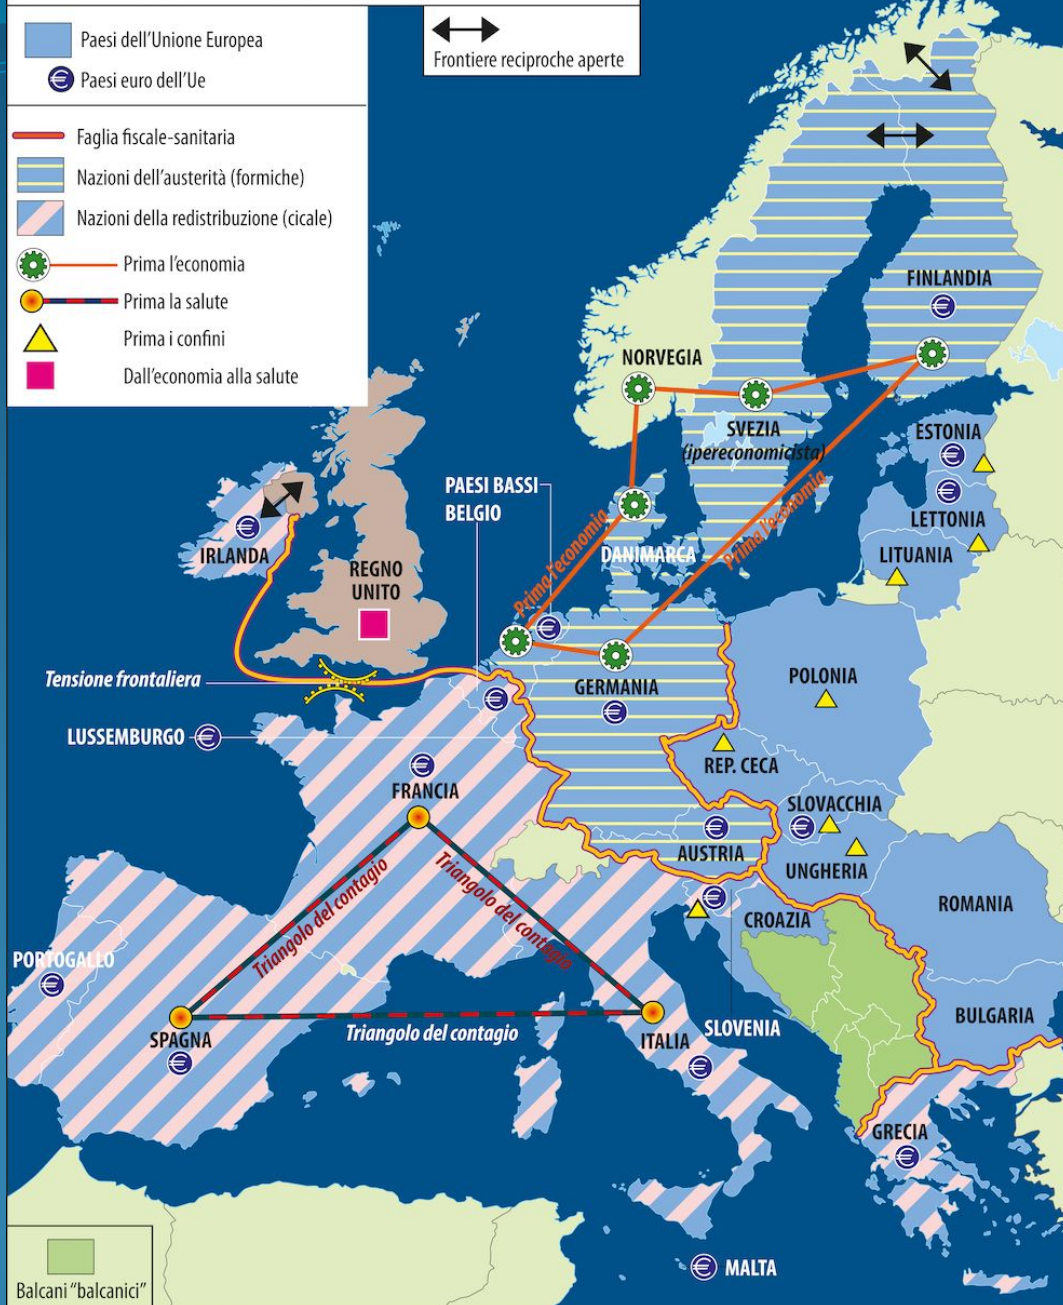 Paesi dell'Unione Europea
€ Paesi euro dell'Ue
Frontiere reciproche aperte
Faglia fiscale-sanitaria
Nazioni dell'austerità (formiche)
Nazioni della redistribuzione (cicale)
Prima l'economia
Prima la salute
Prima i confini
Dall'economia alla salute
FINLANDIA
€
NORVEGIA
SVEZIA
(ipereconomicista)
ESTONIA
€
€
LETTONIA
LITUANIA
PAESI BASSI
BELGIO
Prima l'economia
Prima l'economia
DANIMARCA
€
IRLANDA
REGNO
UNITO
€
Tensione frontaliera
GERMANIA
€
POLONIA
€
LUSSEMBURGO €
REP. CECA
€
FRANCIA
SLOVACCHIA
€
€
AUSTRIA
UNGHERIA
Triangolo del contagio
Triangolo del contagio
€
CROAZIA
ROMANIA
PORTOGALLO
€
SPAGNA
€
Triangolo del contagio
ITALIA
€
SLOVENIA
BULGARIA
GRECIA
€
€ MALTA
Balcani "balcanici"